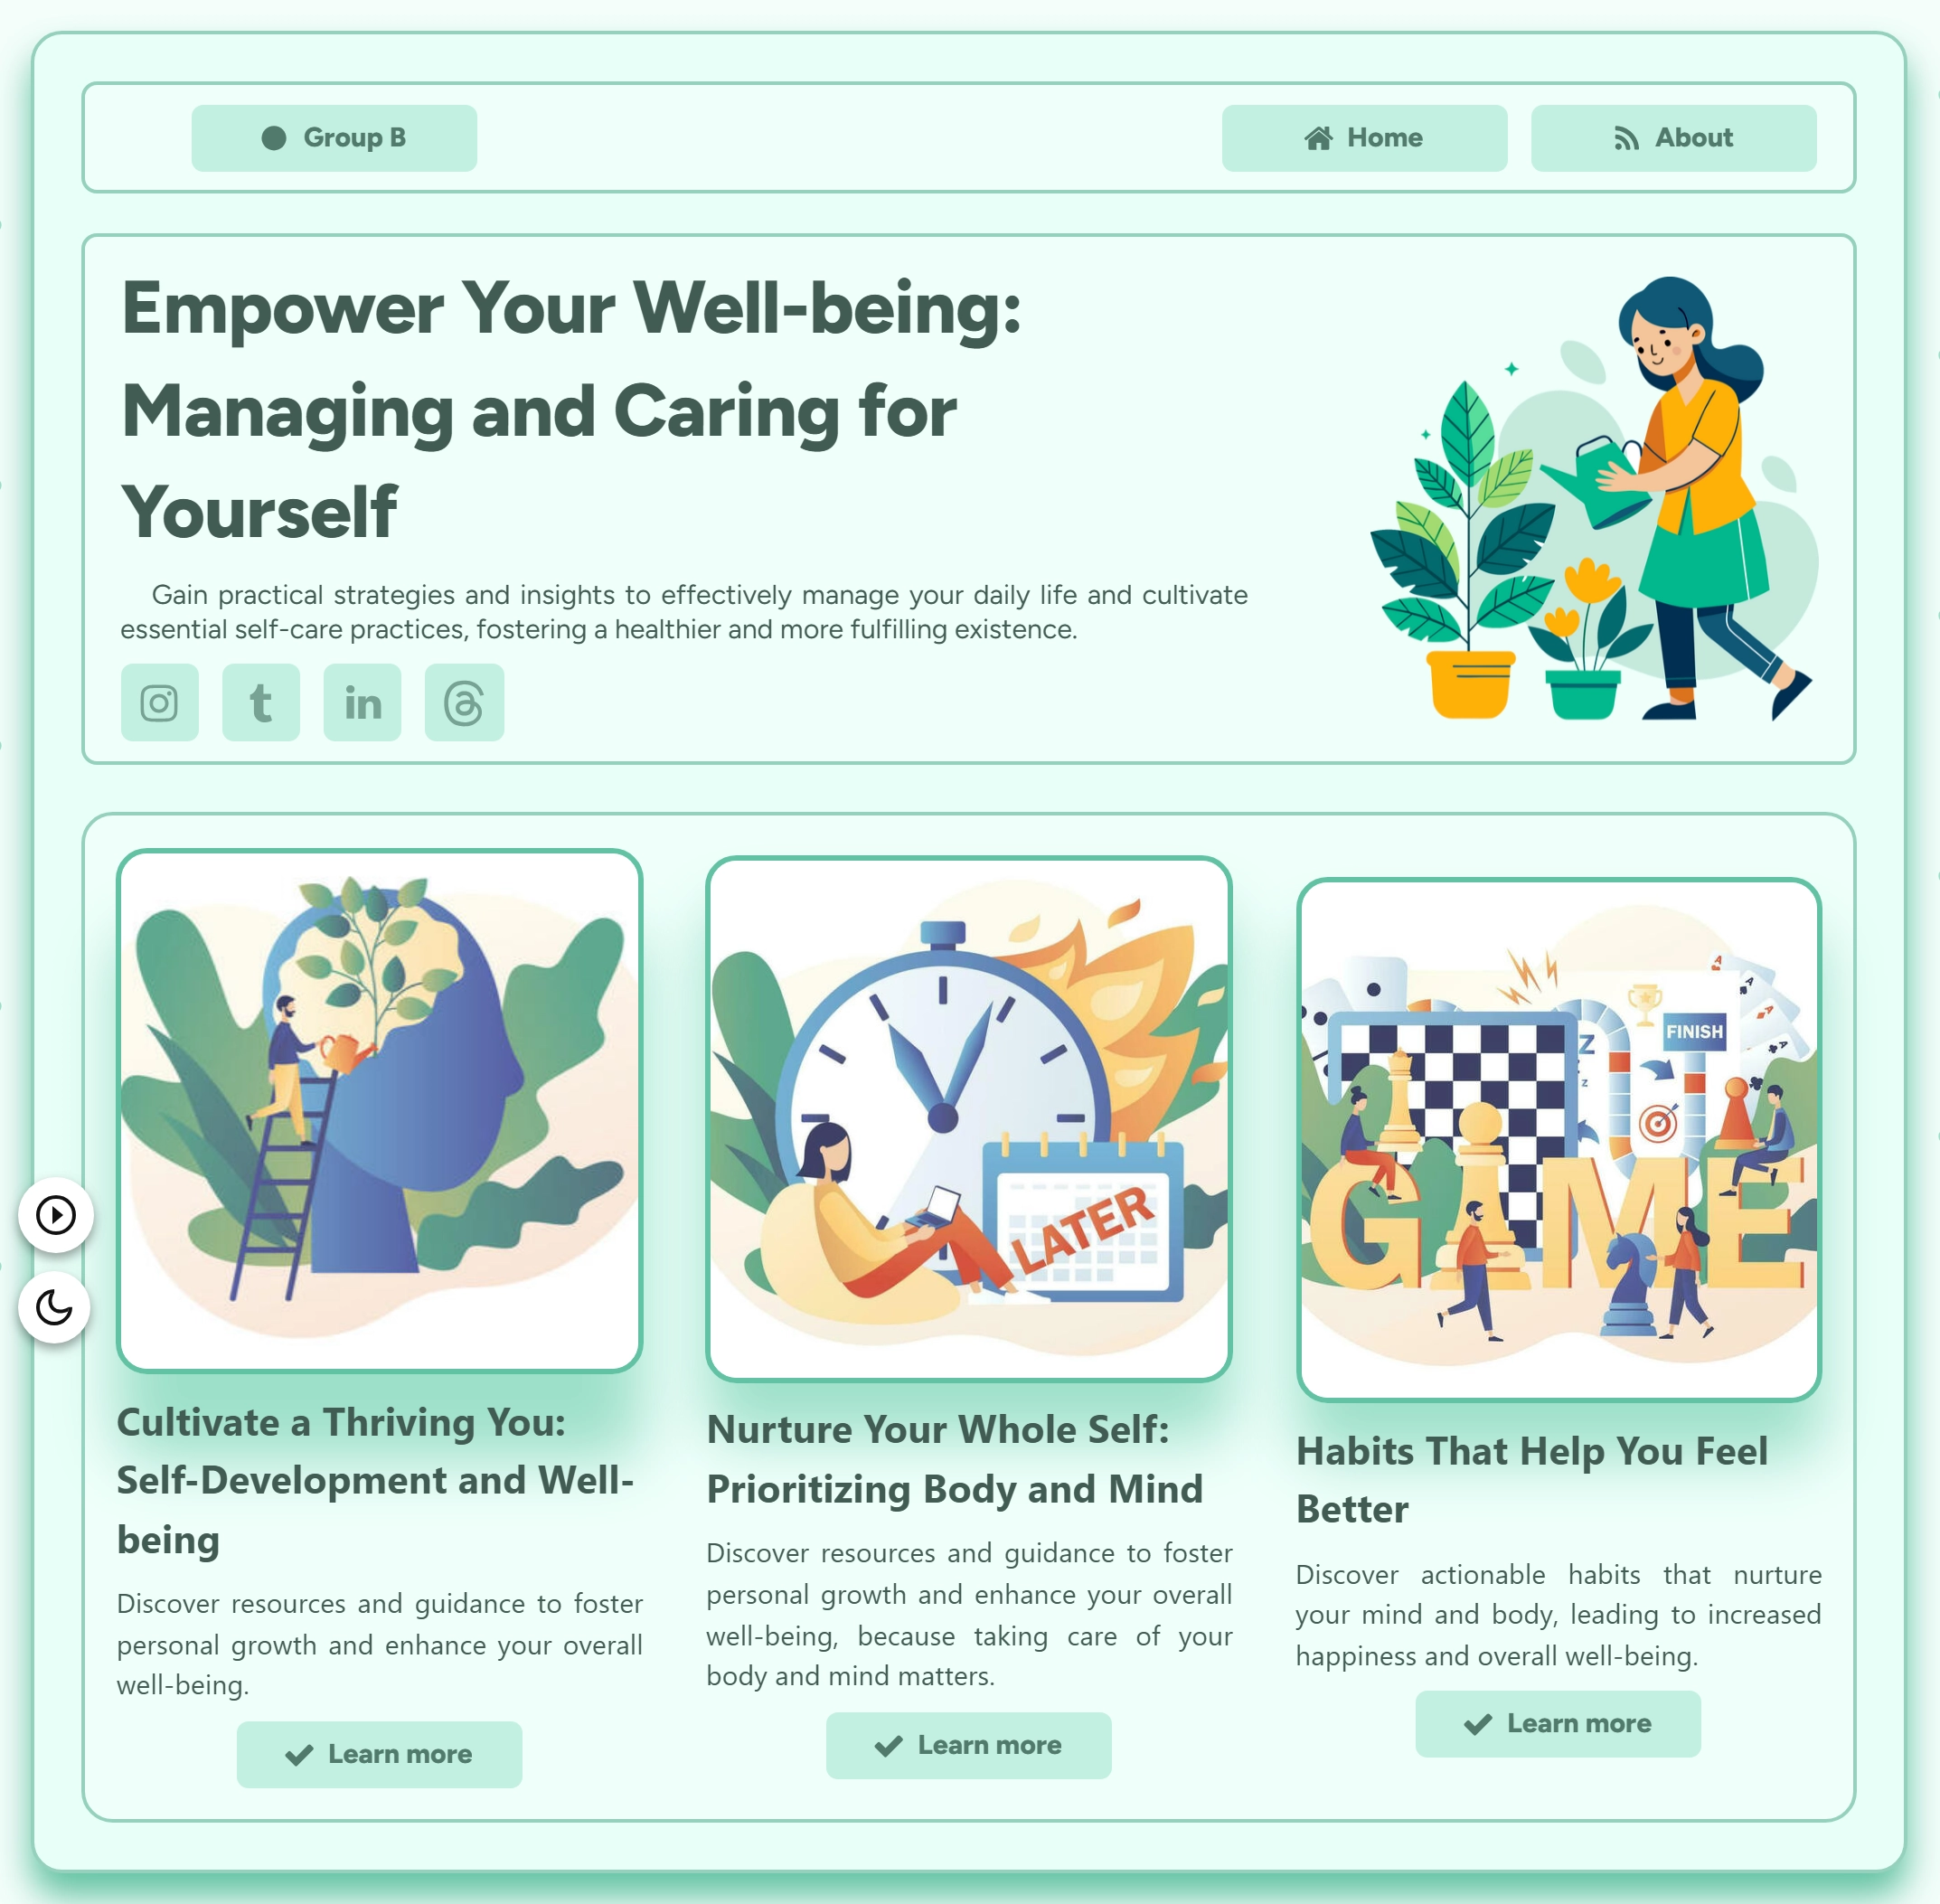 Group B
Home
About
Empower Your Well-being:
Managing and Caring for
Yourself
Gain practical strategies and insights to effectively manage your daily life and cultivate
essential self-care practices, fostering a healthier and more fulfilling existence.
t
in
LATER
A
A
A
Z
Z
FINISH
G ME
Cultivate a Thriving You:
Self-Development and Well-
being
Discover resources and guidance to foster
personal growth and enhance your overall
well-being.
Learn more
Nurture Your Whole Self:
Prioritizing Body and Mind
Discover resources and guidance to foster
personal growth and enhance your overall
well-being, because taking care of your
body and mind matters.
Learn more
Habits That Help You Feel
Better
Discover actionable habits that nurture
your mind and body, leading to increased
happiness and overall well-being.
Learn more